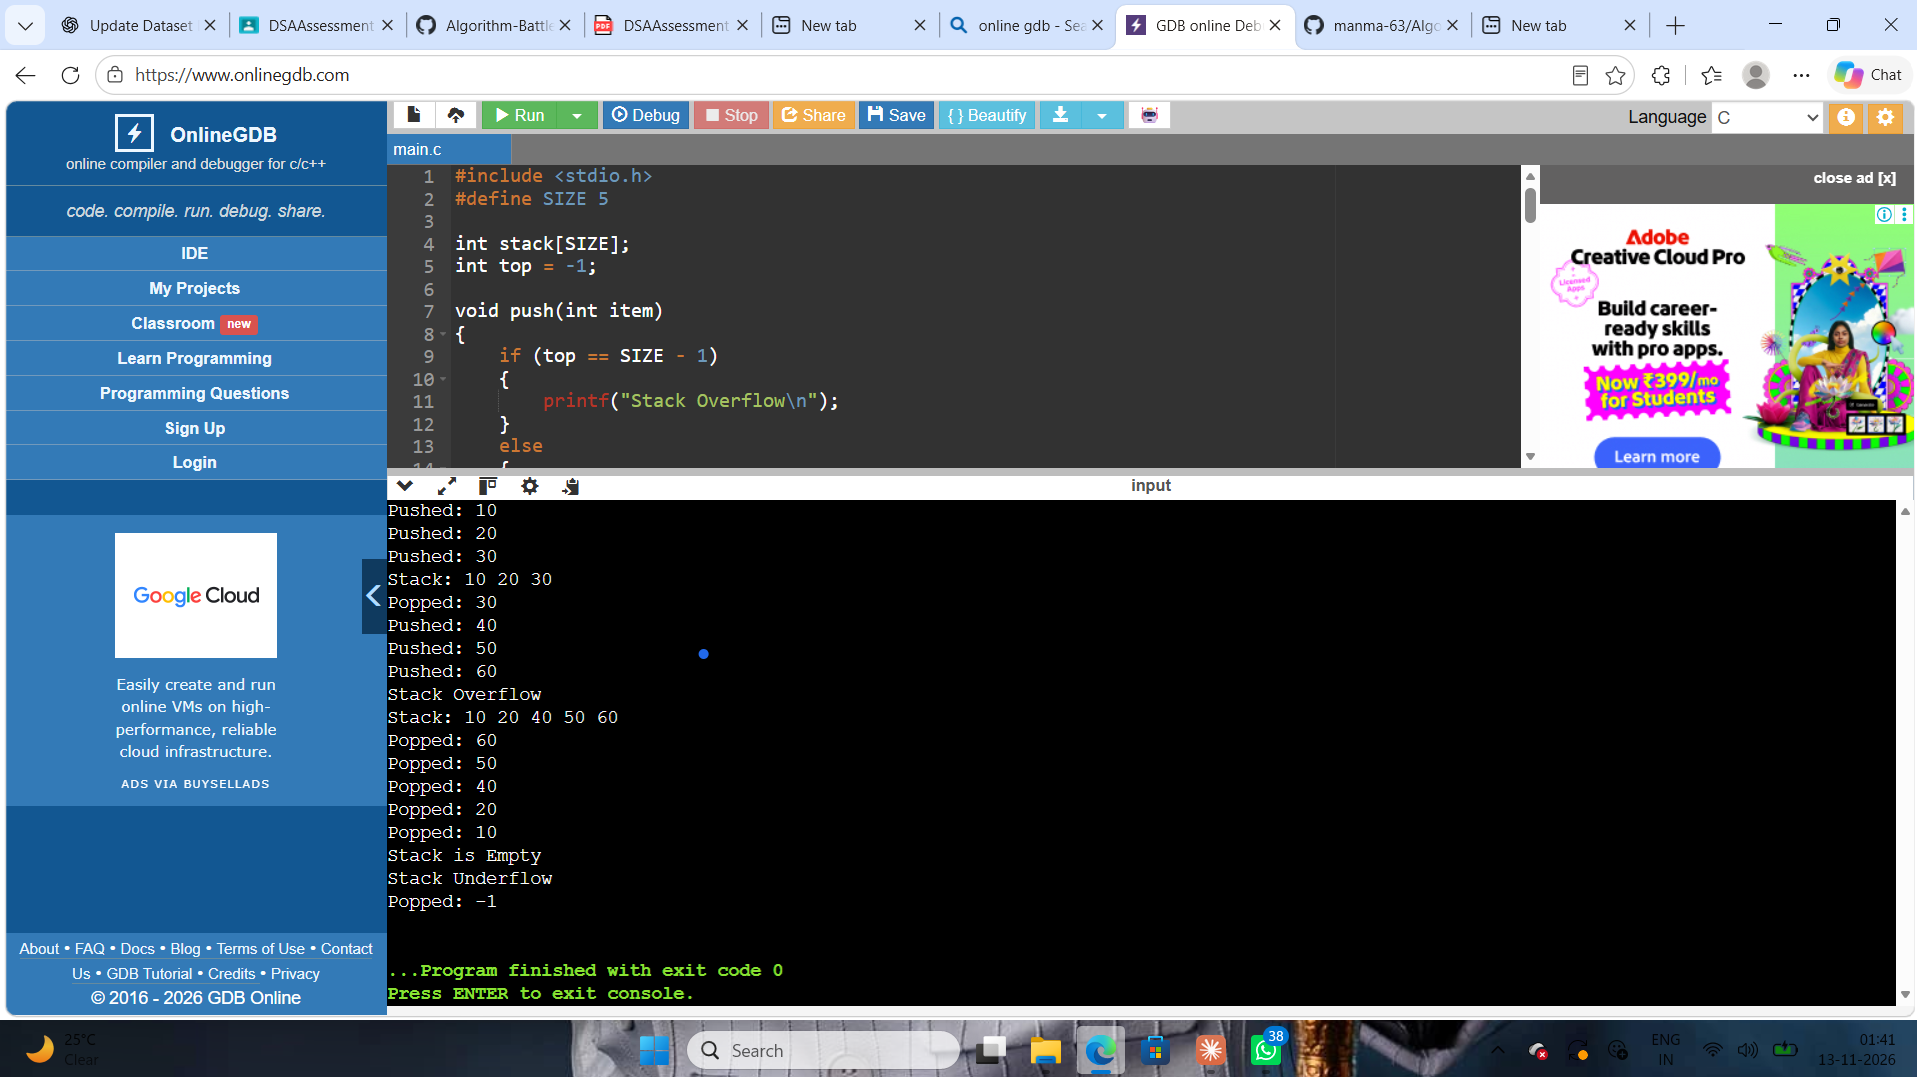 Update Dataset
DSAAssessment
Algorithm-Battle
DSAAssessment
New tab
online gdb - Sea
GDB online Deb
manma-63/Algo
New tab
https://www.onlinegdb.com
Chat
OnlineGDB
online compiler and debugger for c/c++
code. compile. run. debug. share.
IDE
My Projects
Classroom new
Learn Programming
Programming Questions
Sign Up
Login
Google Cloud
Easily create and run
online VMs on high-
performance, reliable
cloud infrastructure.
ADS VIA BUYSELLADS
About • FAQ • Docs • Blog • Terms of Use • Contact
Us • GDB Tutorial • Credits • Privacy
© 2016 - 2026 GDB Online
Run
Debug
Stop
Share
Save
{ } Beautify
Language C
main.c
1 #include <stdio.h>
2 #define SIZE 5
3
4 int stack[SIZE];
5 int top = -1;
6
7 void push(int item)
8 {
9 if (top == SIZE - 1)
10 {
11 printf("Stack Overflow\n");
12 }
13 else
14 {
close ad [x]
Adobe
Creative Cloud Pro
Licensed
Apps
Build career-
ready skills
with pro apps.
Now ₹399/mo
for Students
Learn more
input
Pushed: 10
Pushed: 20
Pushed: 30
Stack: 10 20 30
Popped: 30
Pushed: 40
Pushed: 50
Pushed: 60
Stack Overflow
Stack: 10 20 40 50 60
Popped: 60
Popped: 50
Popped: 40
Popped: 20
Popped: 10
Stack is Empty
Stack Underflow
Popped: -1
...Program finished with exit code 0
Press ENTER to exit console.
25°C
Clear
Search
38
ENG
IN
01:41
13-11-2026